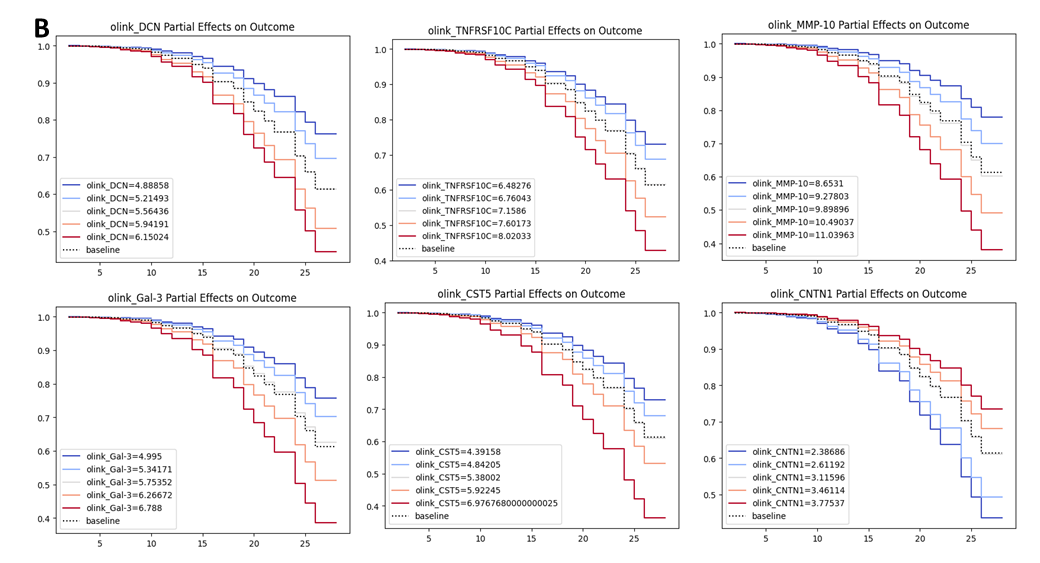 B
olink_DCN Partial Effects on Outcome
1.0
0.9
0.8
0.7
0.6
0.5
olink_DCN=4.88858
olink_DCN=5.21493
olink_DCN=5.56436
olink_DCN=5.94191
olink_DCN=6.15024
baseline
5 10 15 20 25
olink_TNFRSF10C Partial Effects on Outcome
1.0
0.9
0.8
0.7
0.6
0.5
0.4
olink_TNFRSF10C=6.48276
olink_TNFRSF10C=6.76043
olink_TNFRSF10C=7.1586
olink_TNFRSF10C=7.60173
olink_TNFRSF10C=8.02033
baseline
5 10 15 20 25
olink_MMP-10 Partial Effects on Outcome
1.0
0.9
0.8
0.7
0.6
0.5
0.4
olink_MMP-10=8.6531
olink_MMP-10=9.27803
olink_MMP-10=9.89896
olink_MMP-10=10.49037
olink_MMP-10=11.03963
baseline
5 10 15 20 25
olink_Gal-3 Partial Effects on Outcome
1.0
0.9
0.8
0.7
0.6
0.5
0.4
olink_Gal-3=4.995
olink_Gal-3=5.34171
olink_Gal-3=5.75352
olink_Gal-3=6.26672
olink_Gal-3=6.788
baseline
5 10 15 20 25
olink_CST5 Partial Effects on Outcome
1.0
0.9
0.8
0.7
0.6
0.5
0.4
olink_CST5=4.39158
olink_CST5=4.84205
olink_CST5=5.38002
olink_CST5=5.92245
olink_CST5=6.9767680000000025
baseline
5 10 15 20 25
olink_CNTN1 Partial Effects on Outcome
1.0
0.9
0.8
0.7
0.6
0.5
olink_CNTN1=2.38686
olink_CNTN1=2.61192
olink_CNTN1=3.11596
olink_CNTN1=3.46114
olink_CNTN1=3.77537
baseline
5 10 15 20 25